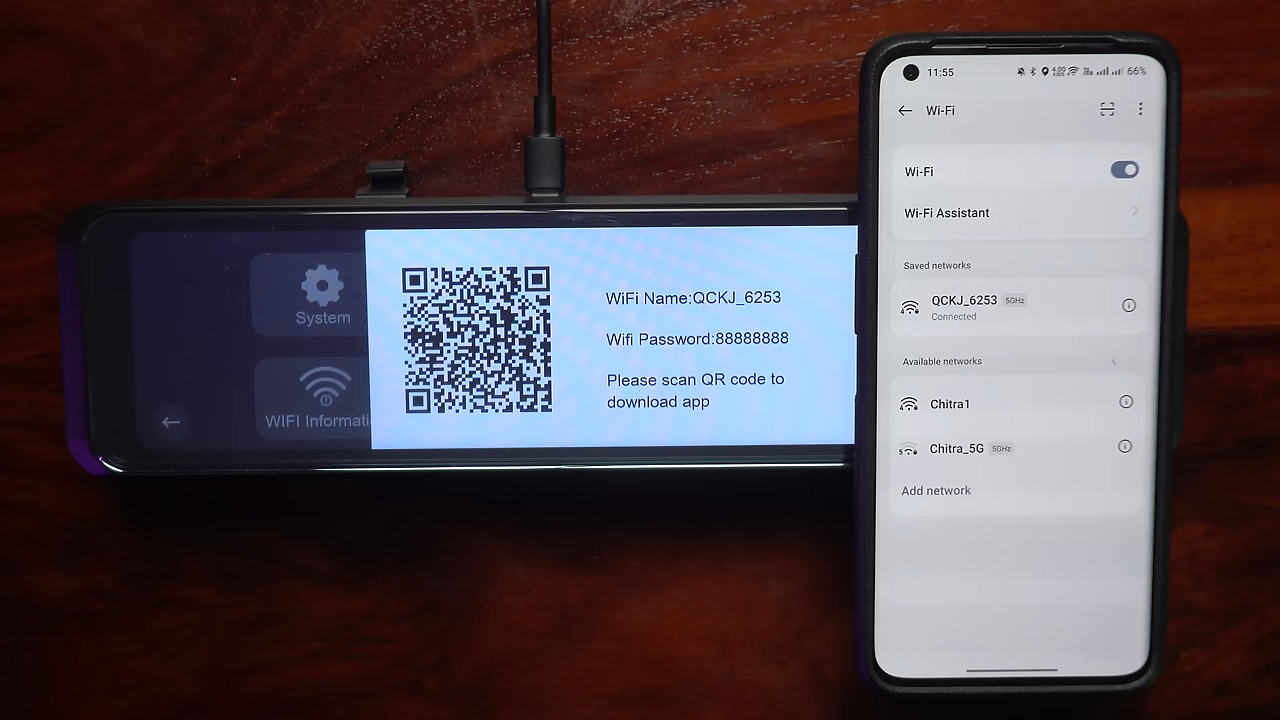 System
WIFI Informati
WiFi Name:QCKJ_6253
Wifi Password:88888888
Please scan QR code to
download app
11:55
66%
Wi-Fi
Wi-Fi
Wi-Fi Assistant
Saved networks
QCKJ_6253 5GHz
Connected
Available networks
Chitra1
Chitra_5G 5GHz
Add network